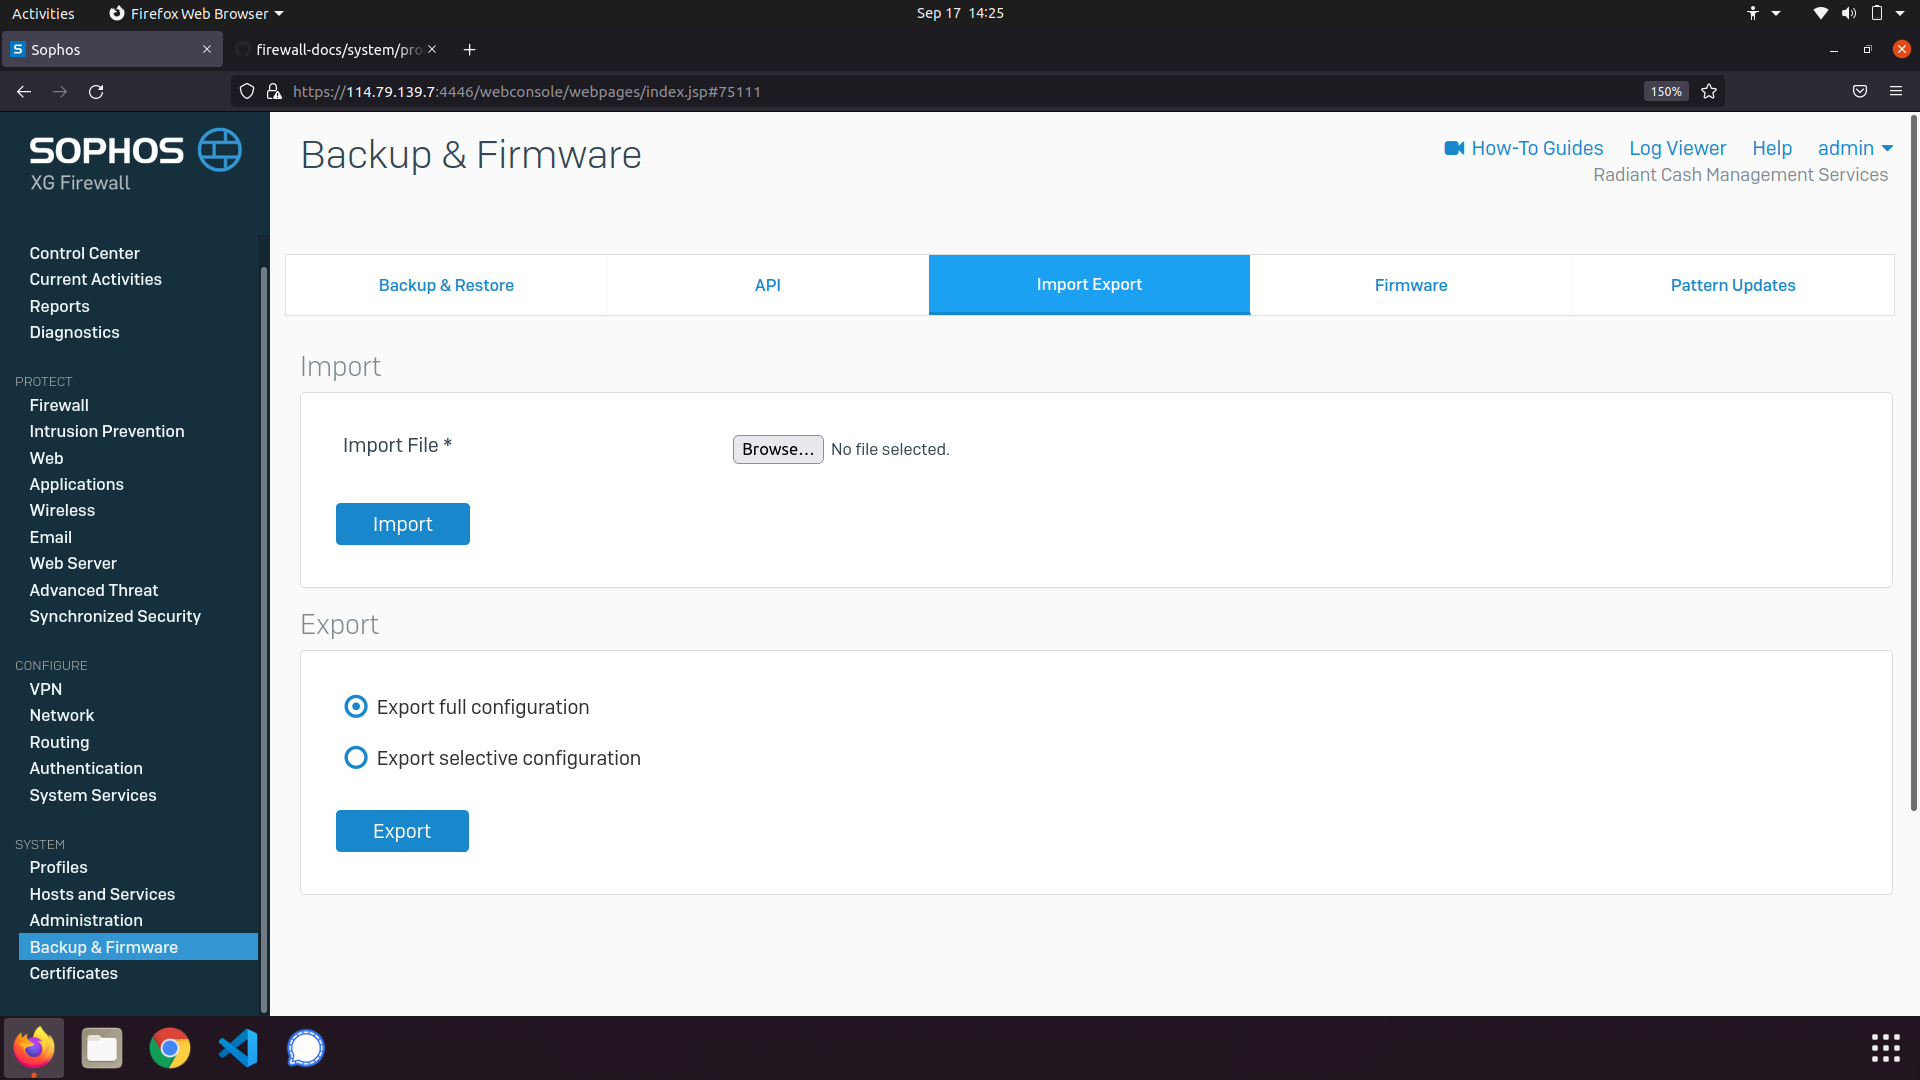 Activities
Firefox Web Browser
Sep 17 14:25
Sophos
firewall-docs/system/pro
https://114.79.139.7:4446/webconsole/webpages/index.jsp#75111
150%
SOPHOS
XG Firewall
Backup & Firmware
How-To Guides
Log Viewer
Help
admin
Radiant Cash Management Services
Control Center
Current Activities
Reports
Diagnostics
PROTECT
Firewall
Intrusion Prevention
Web
Applications
Wireless
Email
Web Server
Advanced Threat
Synchronized Security
CONFIGURE
VPN
Network
Routing
Authentication
System Services
SYSTEM
Profiles
Hosts and Services
Administration
Backup & Firmware
Certificates
Backup & Restore
API
Import Export
Firmware
Pattern Updates
Import
Import File *
Browse...
No file selected.
Import
Export
Export full configuration
Export selective configuration
Export